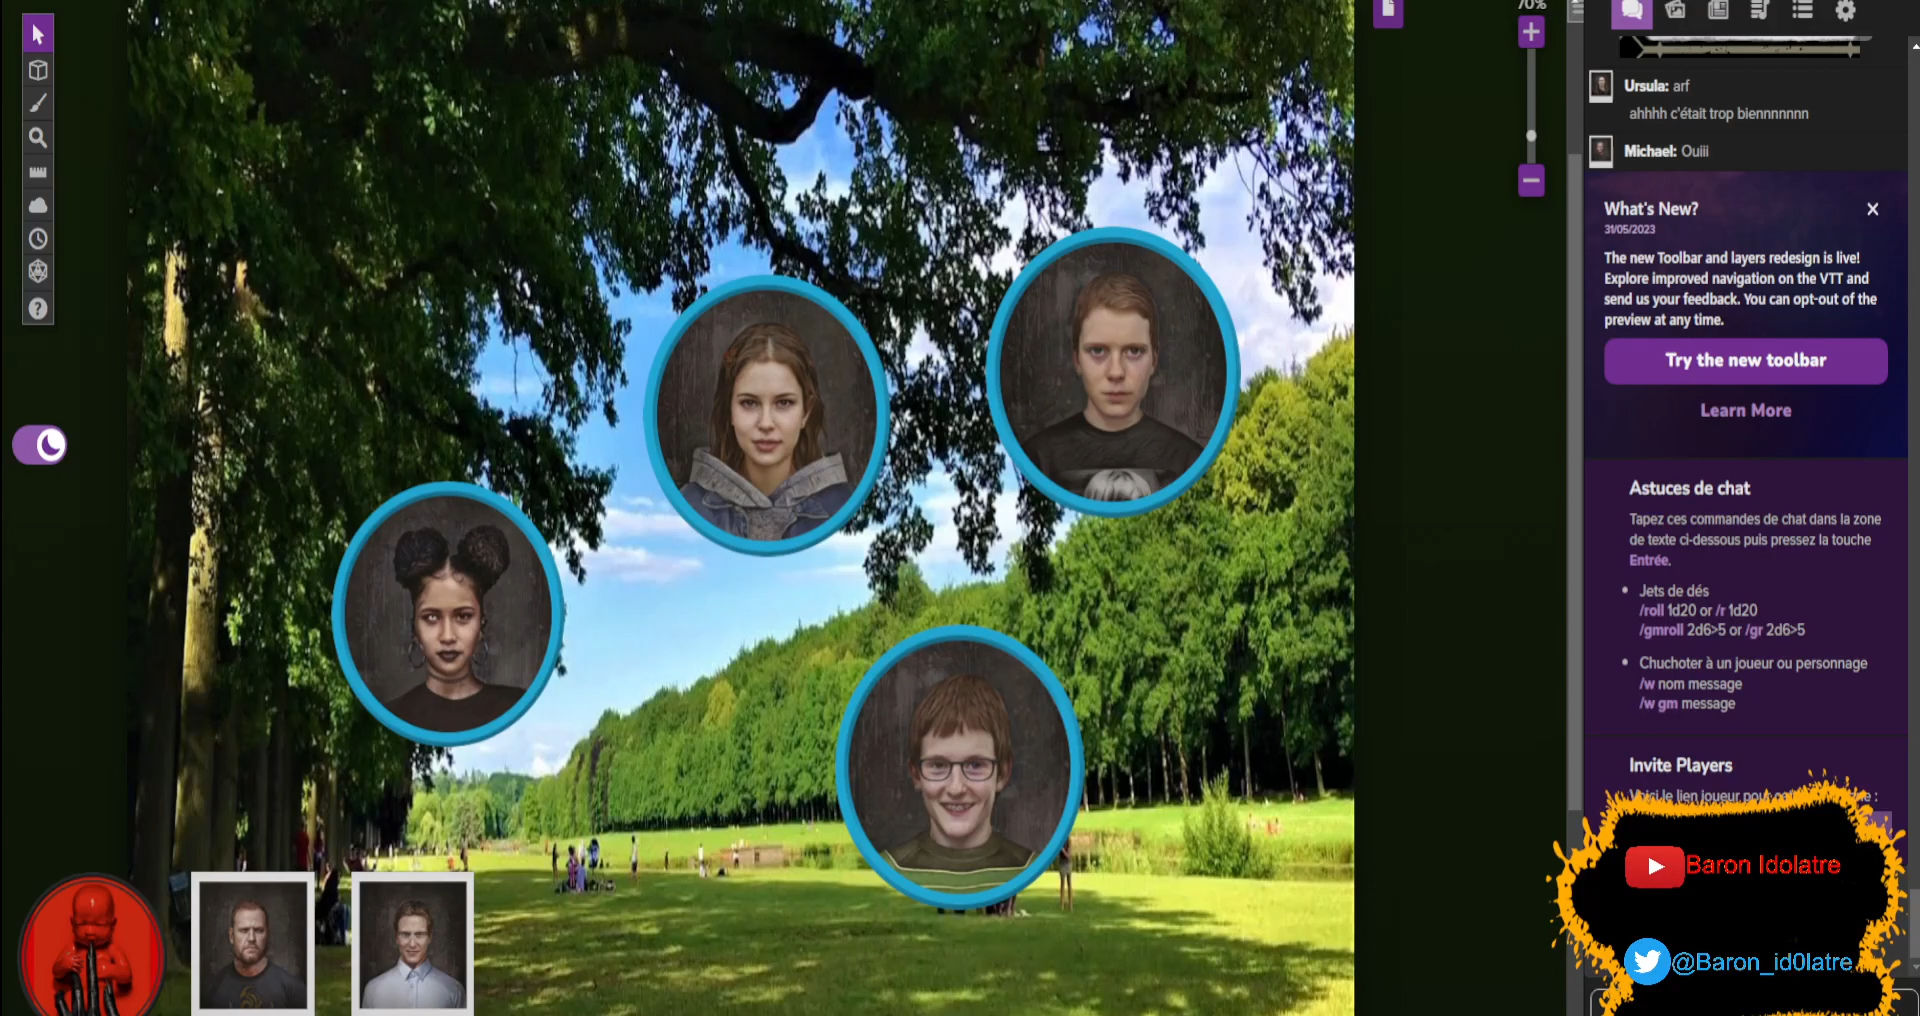 70%
Ursula: arf
ahhhh c'était trop biennnnnnn
Michael: Ouiii
What's New?
31/05/2023
The new Toolbar and layers redesign is live!
Explore improved navigation on the VTT and
send us your feedback. You can opt-out of the
preview at any time.
Try the new toolbar
Learn More
Astuces de chat
Tapez ces commandes de chat dans la zone
de texte ci-dessous puis pressez la touche
Entrée.
Jets de dés
/roll 1d20 or /r 1d20
/gmroll 2d6>5 or /gr 2d6>5
Chuchoter à un joueur ou personnage
/w nom message
/w gm message
Invite Players
Voici le lien joueur pour
Baron Idolatre
@Baron_id0latre